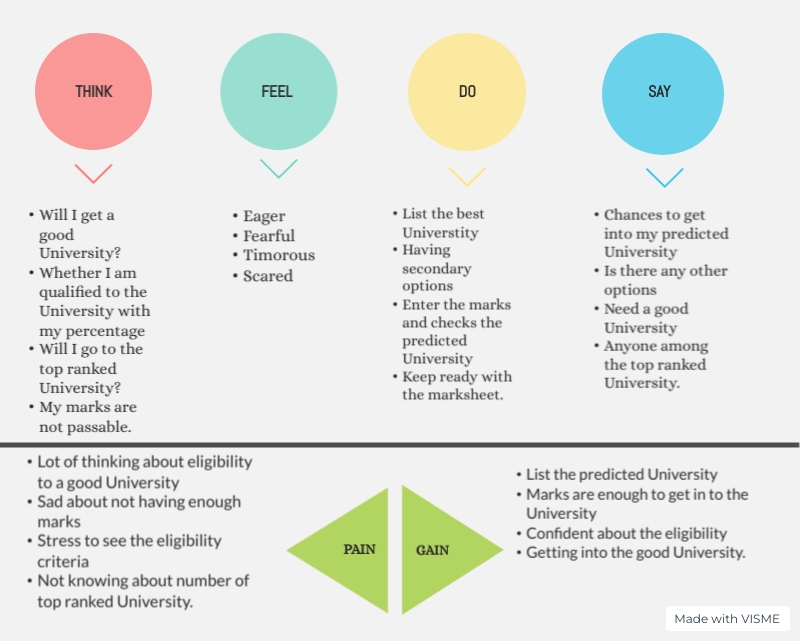 THINK
FEEL
DO
SAY
• Will I get a
good
University?
• Whether I am
qualified to the
University with
my percentage
• Will I go to the
top ranked
University?
• My marks are
not passable.
• Eager
• Fearful
• Timorous
• Scared
• List the best
Universtity
• Having
secondary
options
• Enter the marks
and checks the
predicted
University
• Keep ready with
the marksheet.
• Chances to get
into my predicted
University
• Is there any other
options
• Need a good
University
• Anyone among
the top ranked
University.
• Lot of thinking about eligibility
to a good University
• Sad about not having enough
marks
• Stress to see the eligibility
criteria
• Not knowing about number of
top ranked University.
PAIN
GAIN
• List the predicted University
• Marks are enough to get in to the
University
• Confident about the eligibility
• Getting into the good University.
Made with VISME